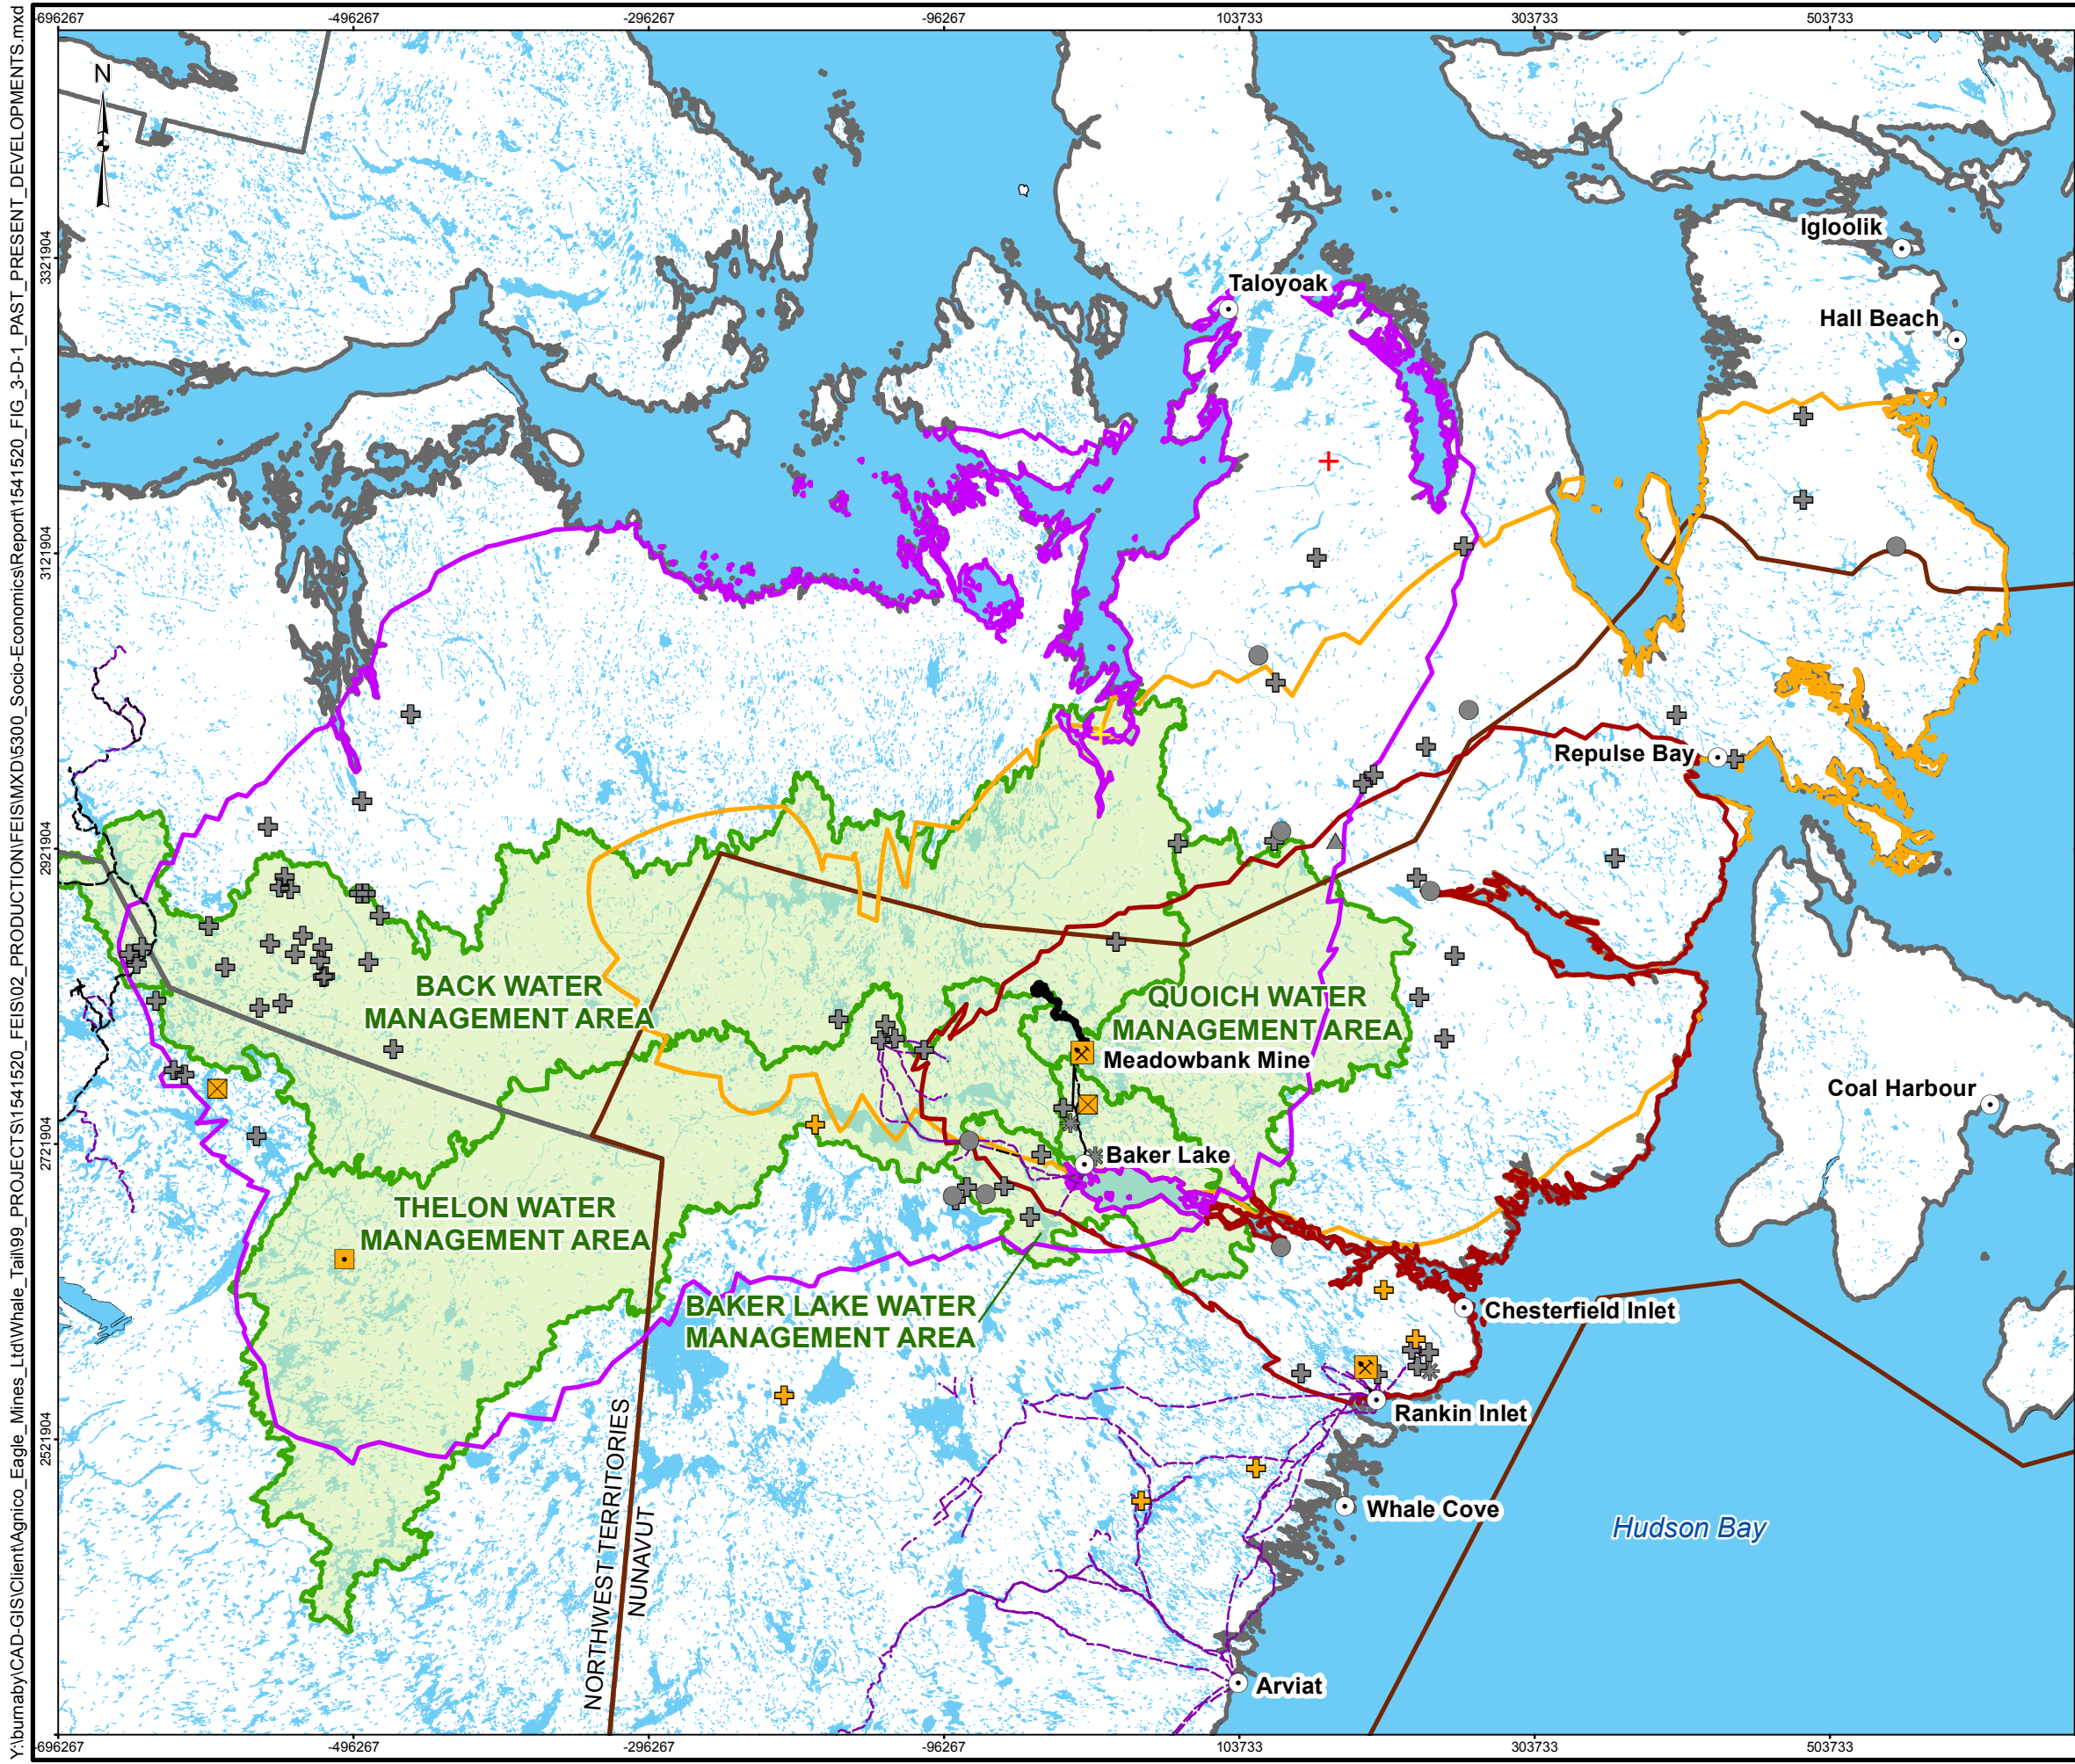 -696267 -496267 -296267 -96267 103733 303733 503733
Y:\burnaby\CAD-GIS\Client\Agnico_Eagle_Mines_Ltd\Whale_Tail\99_PROJECTS\1541520_FEIS\02_PRODUCTION\FEIS\MXD\5300_Socio-Economics\Report\1541520_FIG_3-D-1_PAST_PRESENT_DEVELOPMENTS.mxd
N
3321904
3121904
2921904
2721904
2521904
Igloolik
Taloyoak
Hall Beach
Repulse Bay
BACK WATER
MANAGEMENT AREA
QUOICH WATER
MANAGEMENT AREA
Meadowbank Mine
Coal Harbour
Baker Lake
THELON WATER
MANAGEMENT AREA
BAKER LAKE WATER
MANAGEMENT AREA
Chesterfield Inlet
Rankin Inlet
NORTHWEST TERRITORIES
NUNAVUT
Whale Cove
Hudson Bay
Arviat
-696267 -496267 -296267 -96267 103733 303733 503733